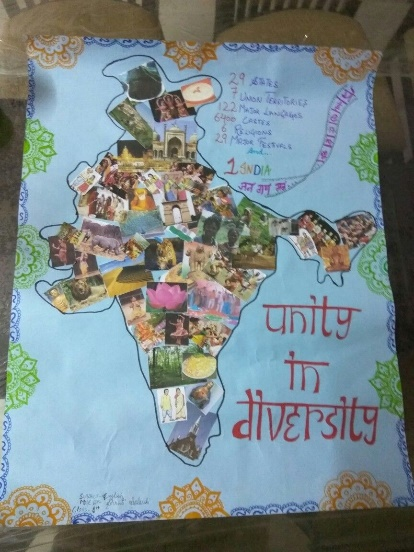 29 STATES
7 UNION TERRITORIES
122 MAJOR LANGUAGES
6400 CASTES
6 RELIGIONS
29 MAJOR FESTIVALS
and
1 INDIA
जन गण मन
unity
in
diversity